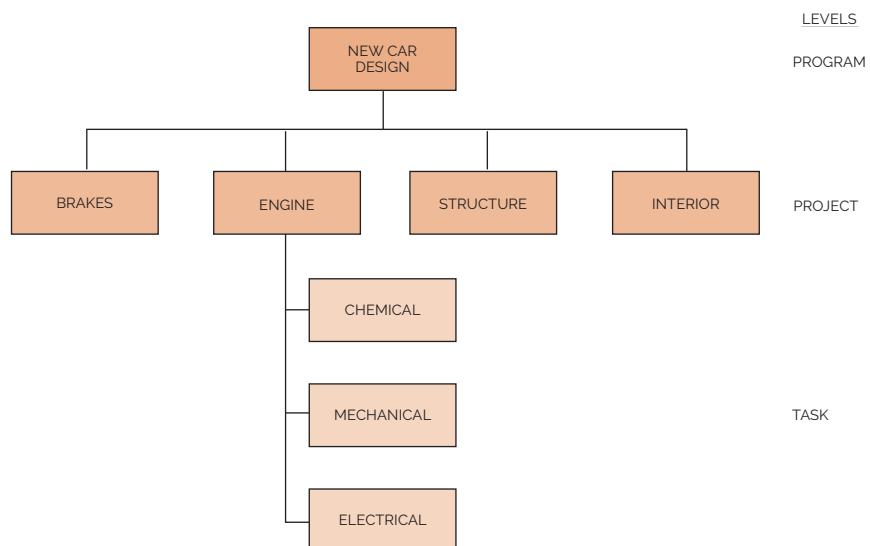 LEVELS
NEW CAR
DESIGN
PROGRAM
BRAKES
ENGINE
STRUCTURE
INTERIOR
PROJECT
CHEMICAL
MECHANICAL
TASK
ELECTRICAL